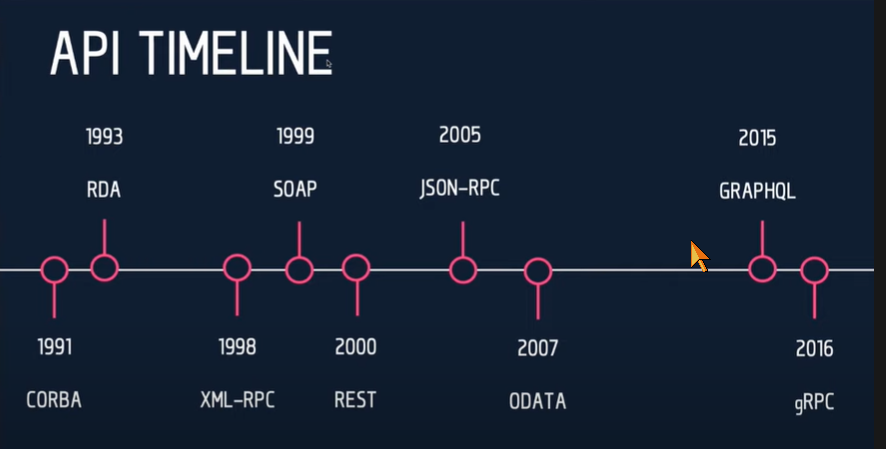 API TIMELINE
1993
RDA
1999
SOAP
2005
JSON-RPC
2015
GRAPHQL
1991
CORBA
1998
XML-RPC
2000
REST
2007
ODATA
2016
gRPC